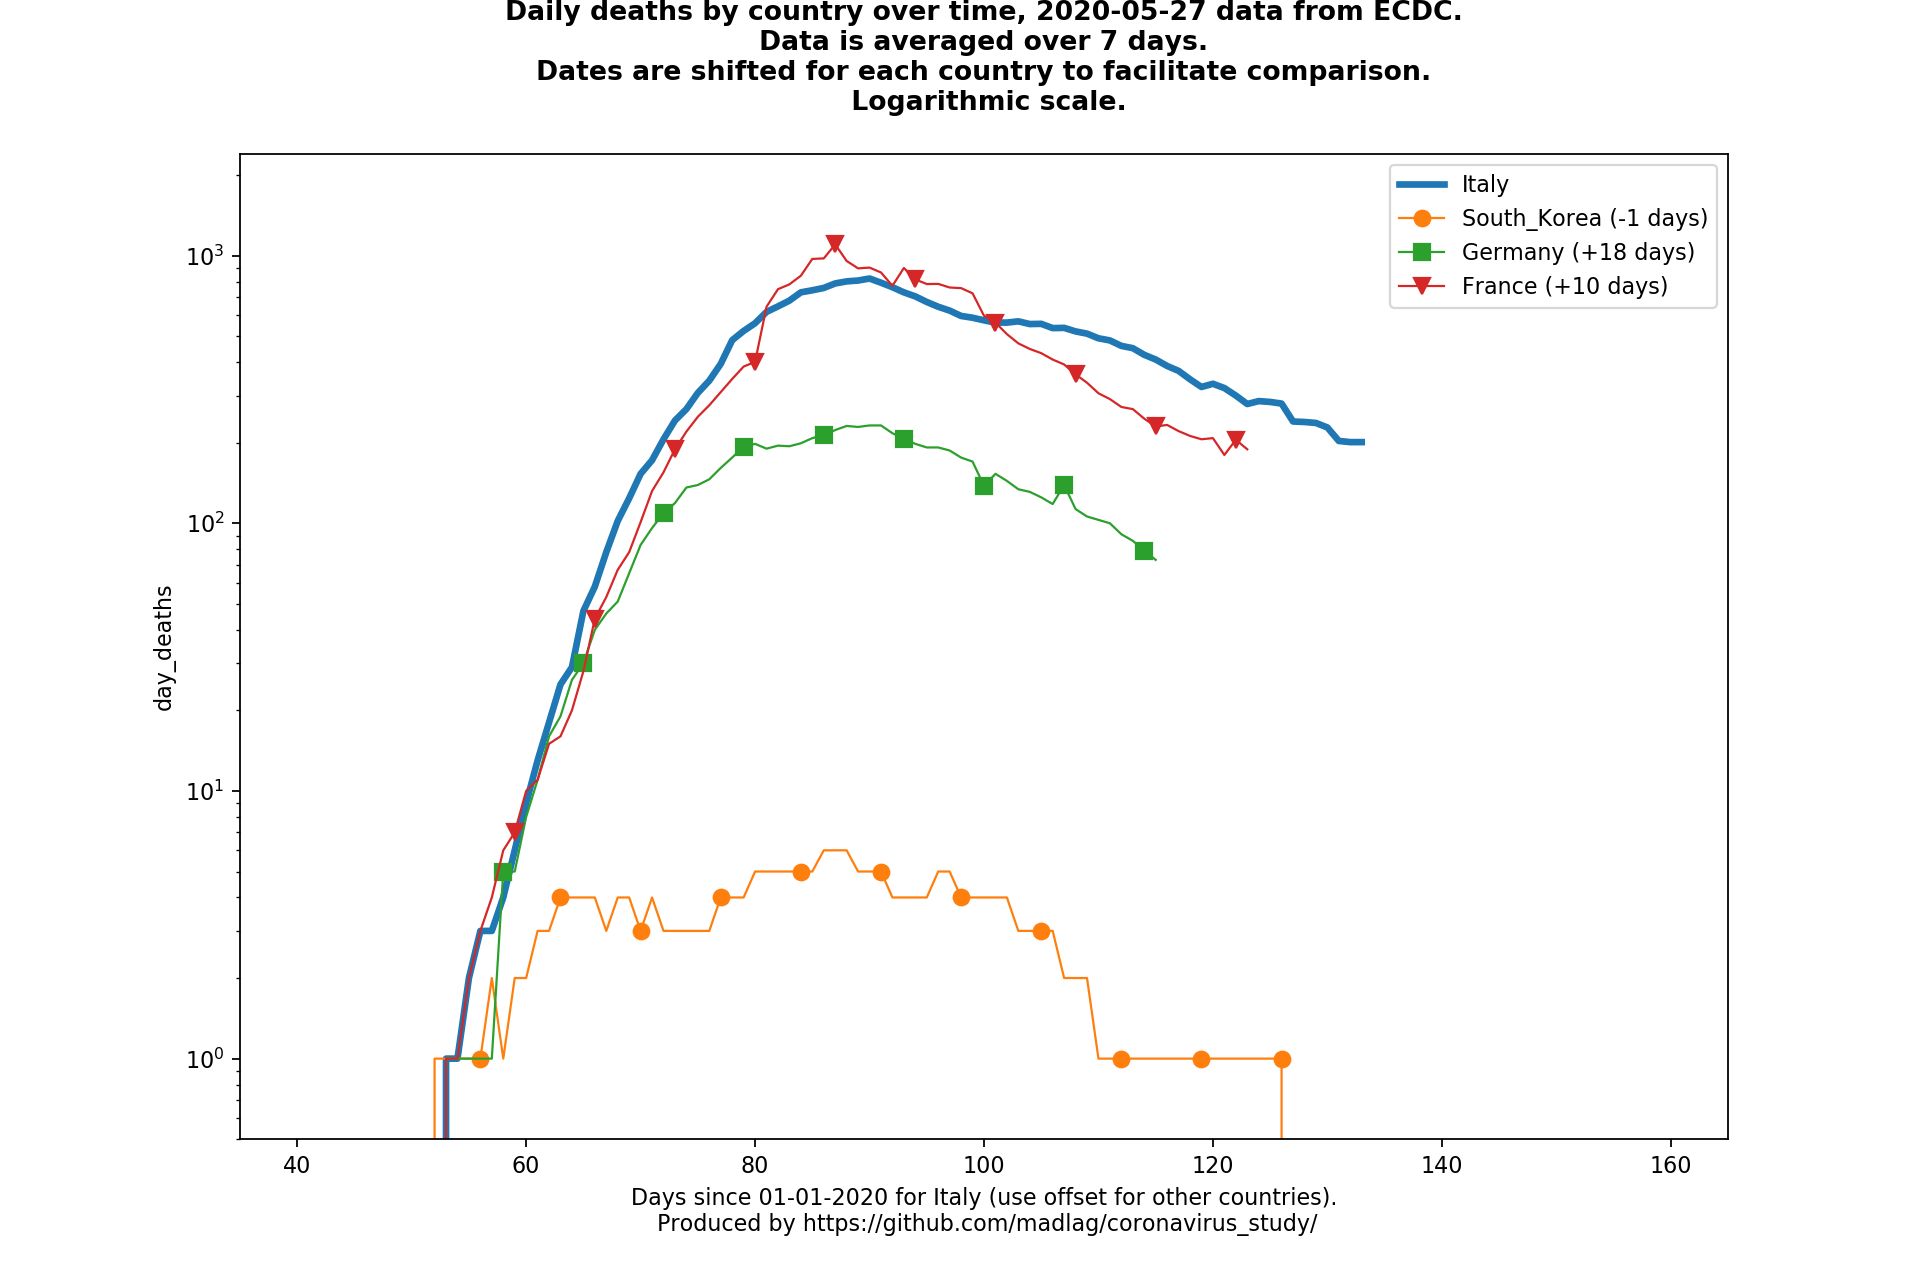 Daily deaths by country over time, 2020-05-27 data from ECDC.
Data is averaged over 7 days.
Dates are shifted for each country to facilitate comparison.
Logarithmic scale.
Italy
South_Korea (-1 days)
Germany (+18 days)
France (+10 days)
10³
10²
10¹
10⁰
day_deaths
40 60 80 100 120 140 160
Days since 01-01-2020 for Italy (use offset for other countries).
Produced by https://github.com/madlag/coronavirus_study/